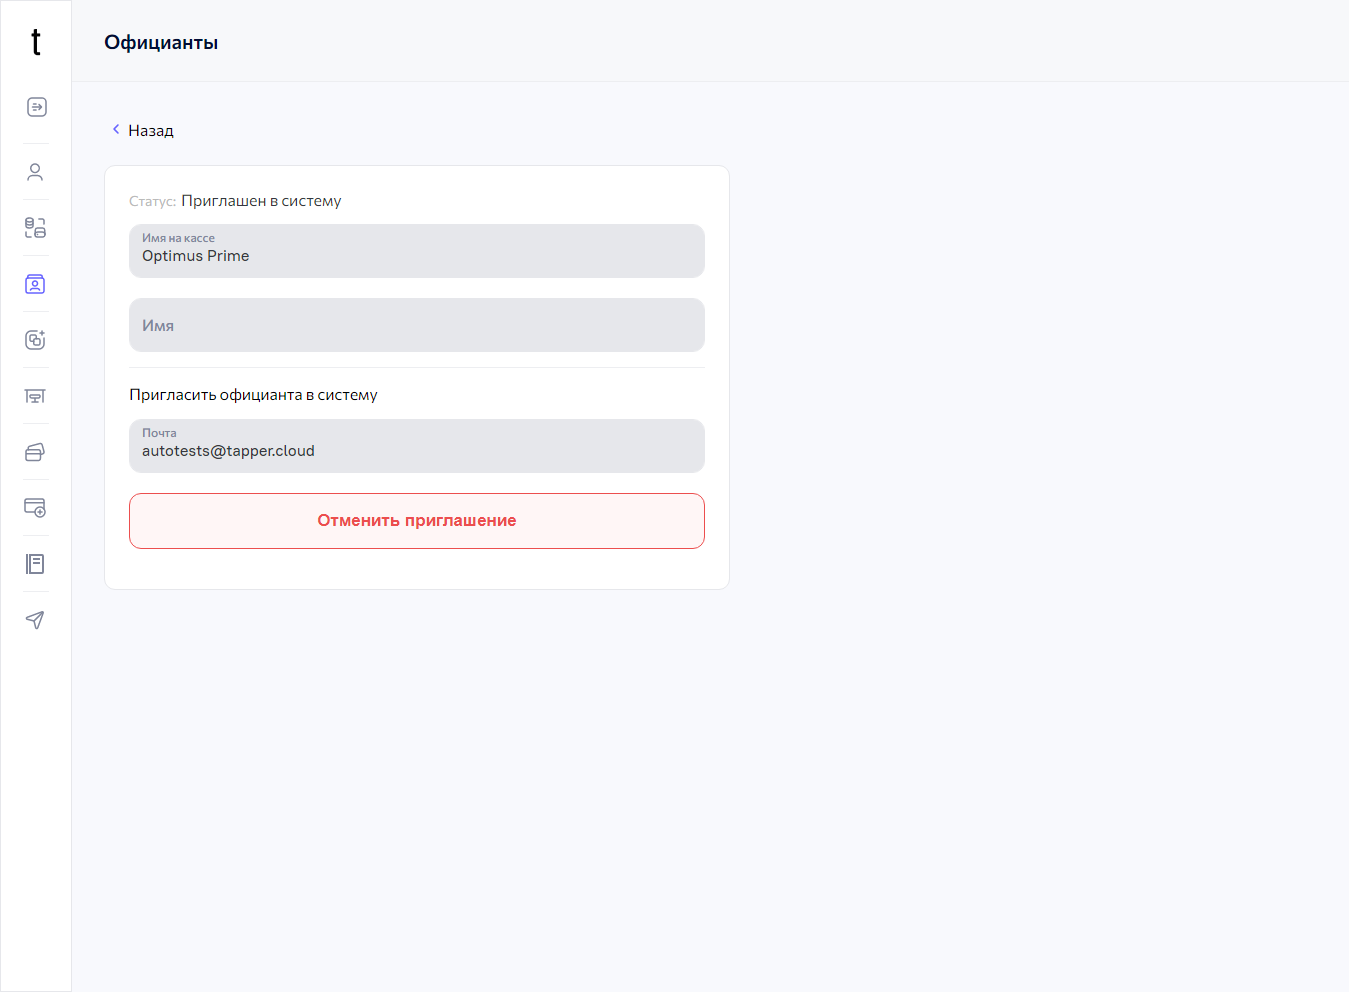 t
Официанты
Назад
Статус: Приглашен в систему
Имя на кассе
Optimus Prime
Имя
Пригласить официанта в систему
Почта
autotests@tapper.cloud
Отменить приглашение